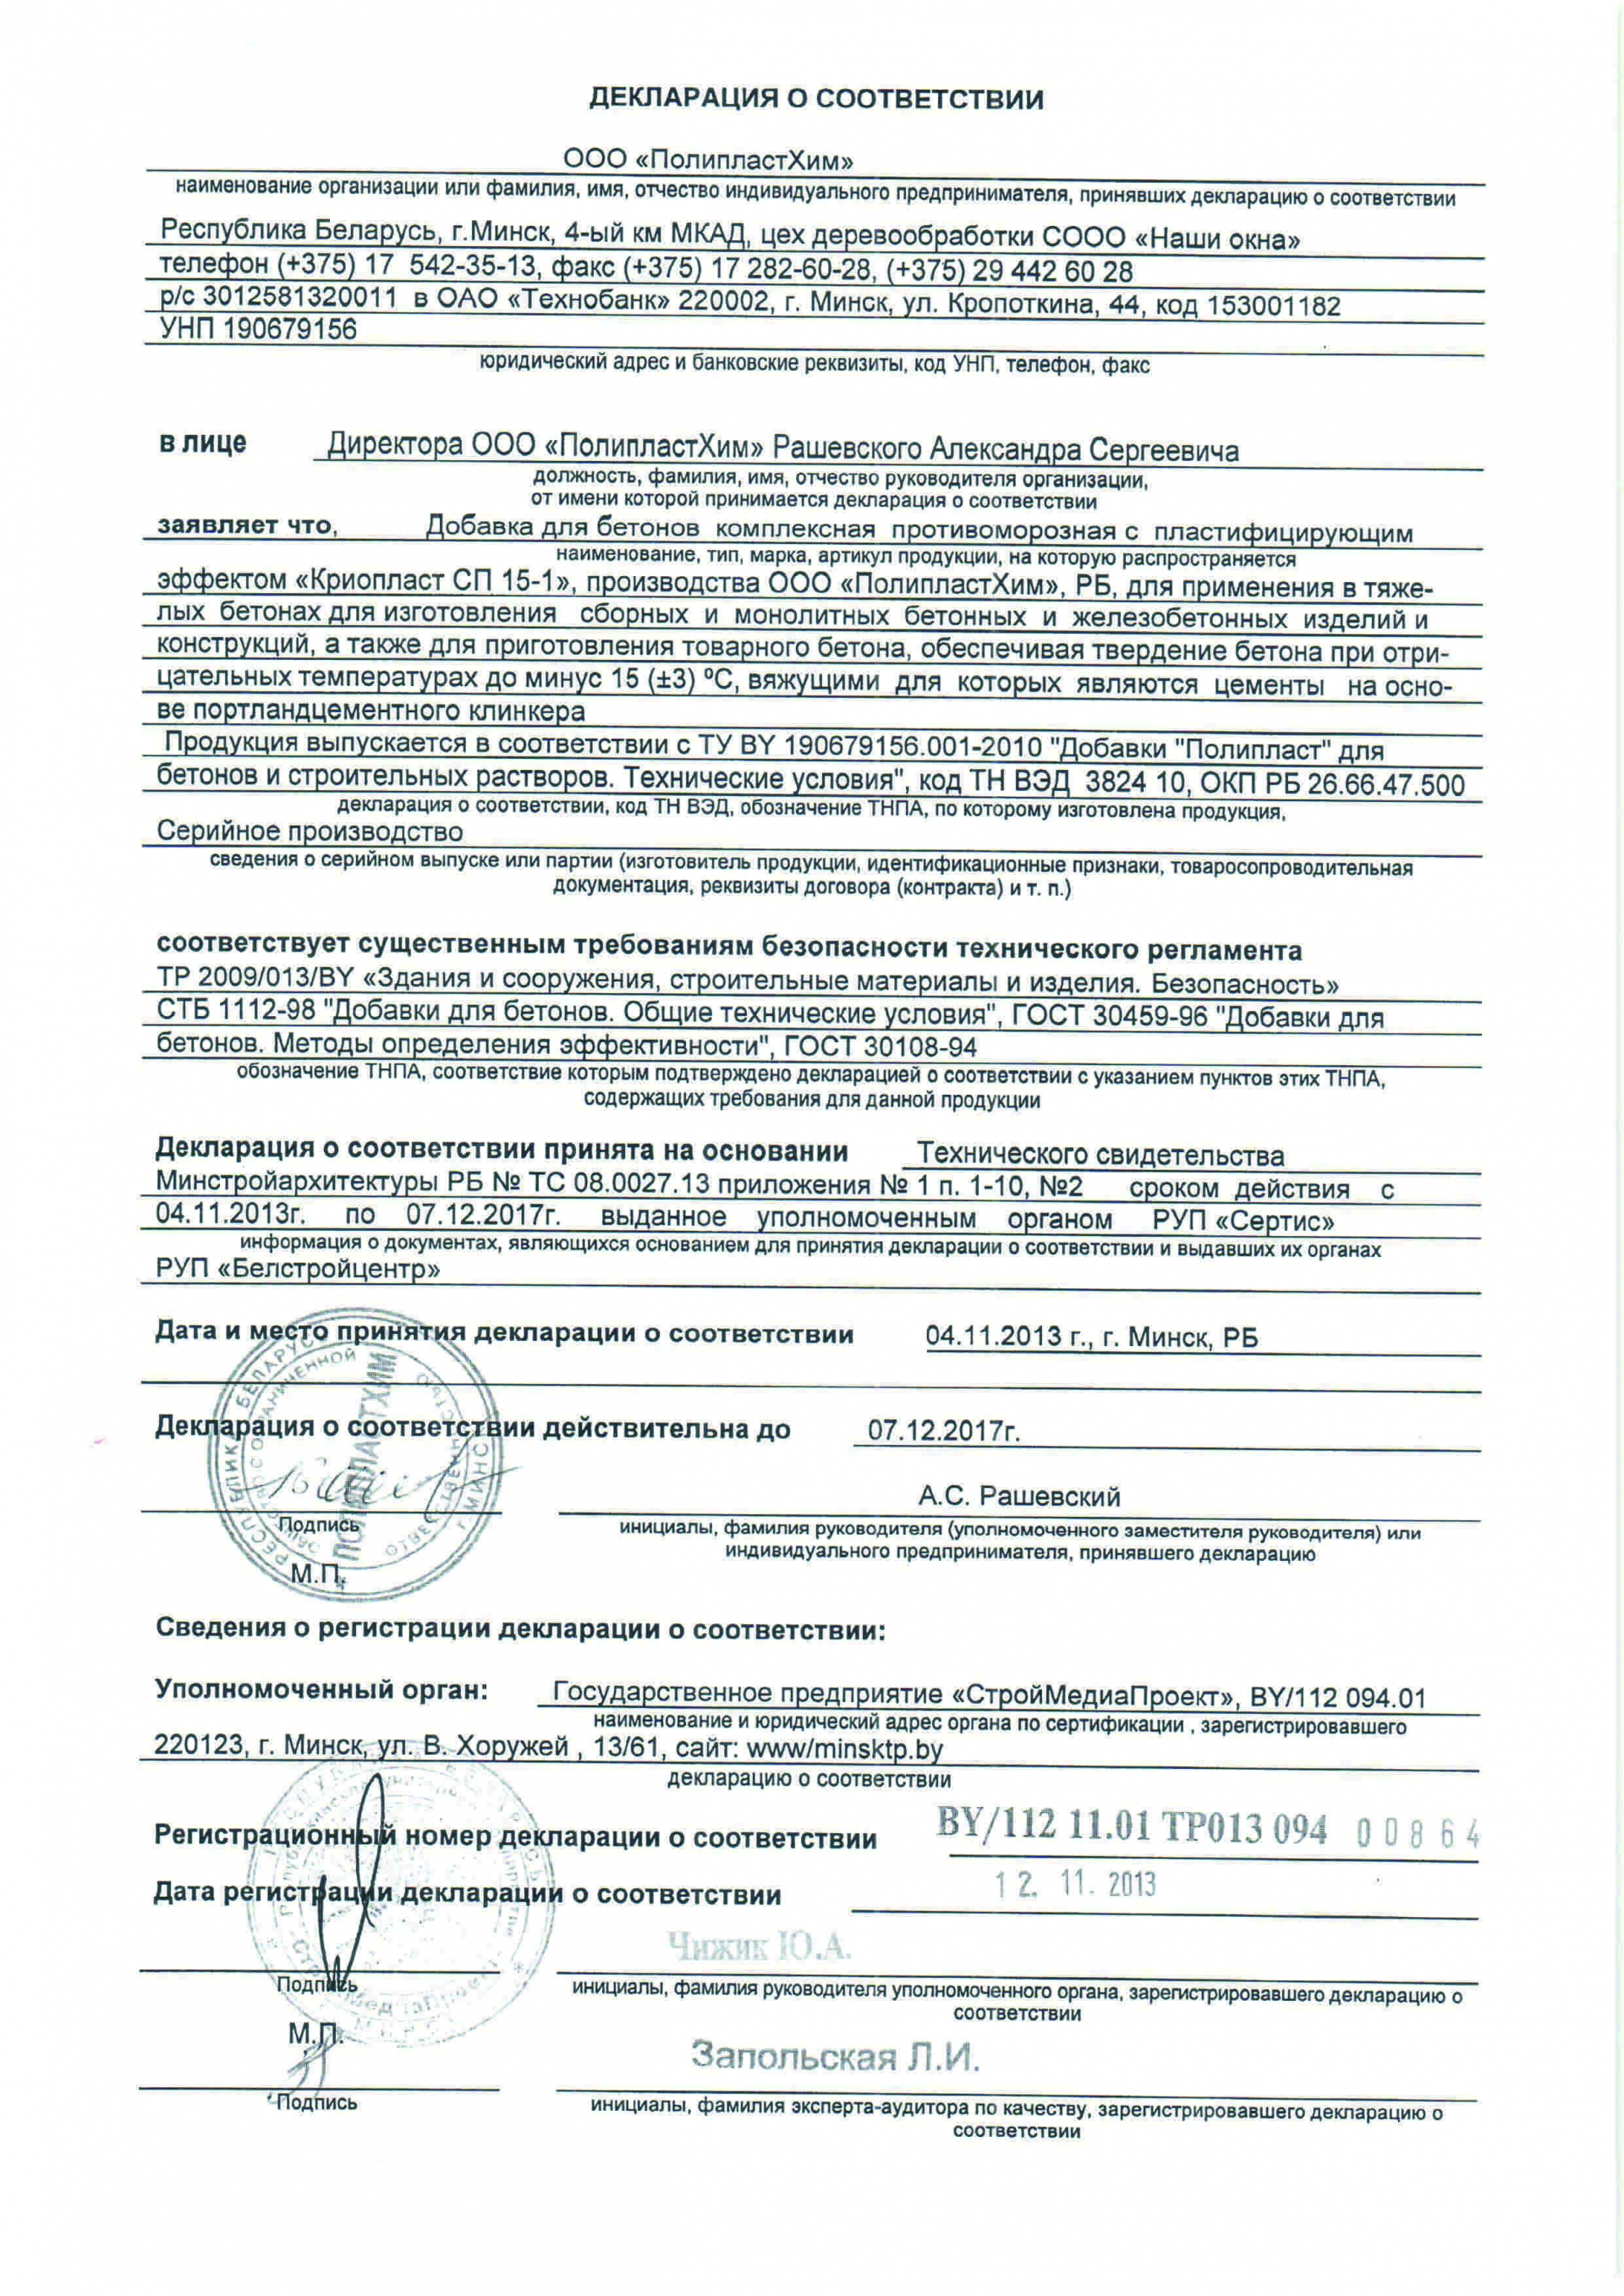 ДЕКЛАРАЦИЯ О СООТВЕТСТВИИ
ООО «ПолипластХим»
наименование организации или фамилия, имя, отчество индивидуального предпринимателя, принявших декларацию о соответствии
Республика Беларусь, г.Минск, 4-ый км МКАД, цех деревообработки СООО «Наши окна»
телефон (+375) 17 542-35-13, факс (+375) 17 282-60-28, (+375) 29 442 60 28
р/с 3012581320011 в ОАО «Технобанк» 220002, г. Минск, ул. Кропоткина, 44, код 153001182
УНП 190679156
юридический адрес и банковские реквизиты, код УНП, телефон, факс
в лице Директора ООО «ПолипластХим» Рашевского Александра Сергеевича
должность, фамилия, имя, отчество руководителя организации,
от имени которой принимается декларация о соответствии
заявляет что, Добавка для бетонов комплексная противоморозная с пластифицирующим
наименование, тип, марка, артикул продукции, на которую распространяется
эффектом «Криопласт СП 15-1», производства ООО «ПолипластХим», РБ, для применения в тяже-
лых бетонах для изготовления сборных и монолитных бетонных и железобетонных изделий и
конструкций, а также для приготовления товарного бетона, обеспечивая твердение бетона при отри-
цательных температурах до минус 15 (±3) ºС, вяжущими для которых являются цементы на осно-
ве портландцементного клинкера
Продукция выпускается в соответствии с ТУ BY 190679156.001-2010 "Добавки "Полипласт" для
бетонов и строительных растворов. Технические условия", код ТН ВЭД 3824 10, ОКП РБ 26.66.47.500
декларация о соответствии, код ТН ВЭД, обозначение ТНПА, по которому изготовлена продукция,
Серийное производство
сведения о серийном выпуске или партии (изготовитель продукции, идентификационные признаки, товаросопроводительная
документация, реквизиты договора (контракта) и т. п.)
соответствует существенным требованиям безопасности технического регламента
ТР 2009/013/BY «Здания и сооружения, строительные материалы и изделия. Безопасность»
СТБ 1112-98 "Добавки для бетонов. Общие технические условия", ГОСТ 30459-96 "Добавки для
бетонов. Методы определения эффективности", ГОСТ 30108-94
обозначение ТНПА, соответствие которым подтверждено декларацией о соответствии с указанием пунктов этих ТНПА,
содержащих требования для данной продукции
Декларация о соответствии принята на основании Технического свидетельства
Минстройархитектуры РБ № ТС 08.0027.13 приложения № 1 п. 1-10, №2 сроком действия с
04.11.2013г. по 07.12.2017г. выданное уполномоченным органом РУП «Сертис»
информация о документах, являющихся основанием для принятия декларации о соответствии и выдавших их органах
РУП «Белстройцентр»
Дата и место принятия декларации о соответствии 04.11.2013 г., г. Минск, РБ
Декларация о соответствии действительна до 07.12.2017г.
РЕСПУБЛИКА БЕЛАРУСЬ г. МИНСК
ОБЩЕСТВО С ОГРАНИЧЕННОЙ ОТВЕТСТВЕННОСТЬЮ
ПОЛИПЛАСТХИМ
А.С. Рашевский
Подпись
инициалы, фамилия руководителя (уполномоченного заместителя руководителя) или
индивидуального предпринимателя, принявшего декларацию
М.П.
Сведения о регистрации декларации о соответствии:
Уполномоченный орган: Государственное предприятие «СтройМедиаПроект», BY/112 094.01
наименование и юридический адрес органа по сертификации , зарегистрировавшего
220123, г. Минск, ул. В. Хоружей , 13/61, сайт: www/minsktp.by
декларацию о соответствии
Регистрационный номер декларации о соответствии BY/112 11.01 ТР013 094 00864
Дата регистрации декларации о соответствии 12. 11. 2013
Чижик Ю.А.
Подпись
инициалы, фамилия руководителя уполномоченного органа, зарегистрировавшего декларацию о
соответствии
М.П.
Запольская Л.И.
Подпись
инициалы, фамилия эксперта-аудитора по качеству, зарегистрировавшего декларацию о
соответствии